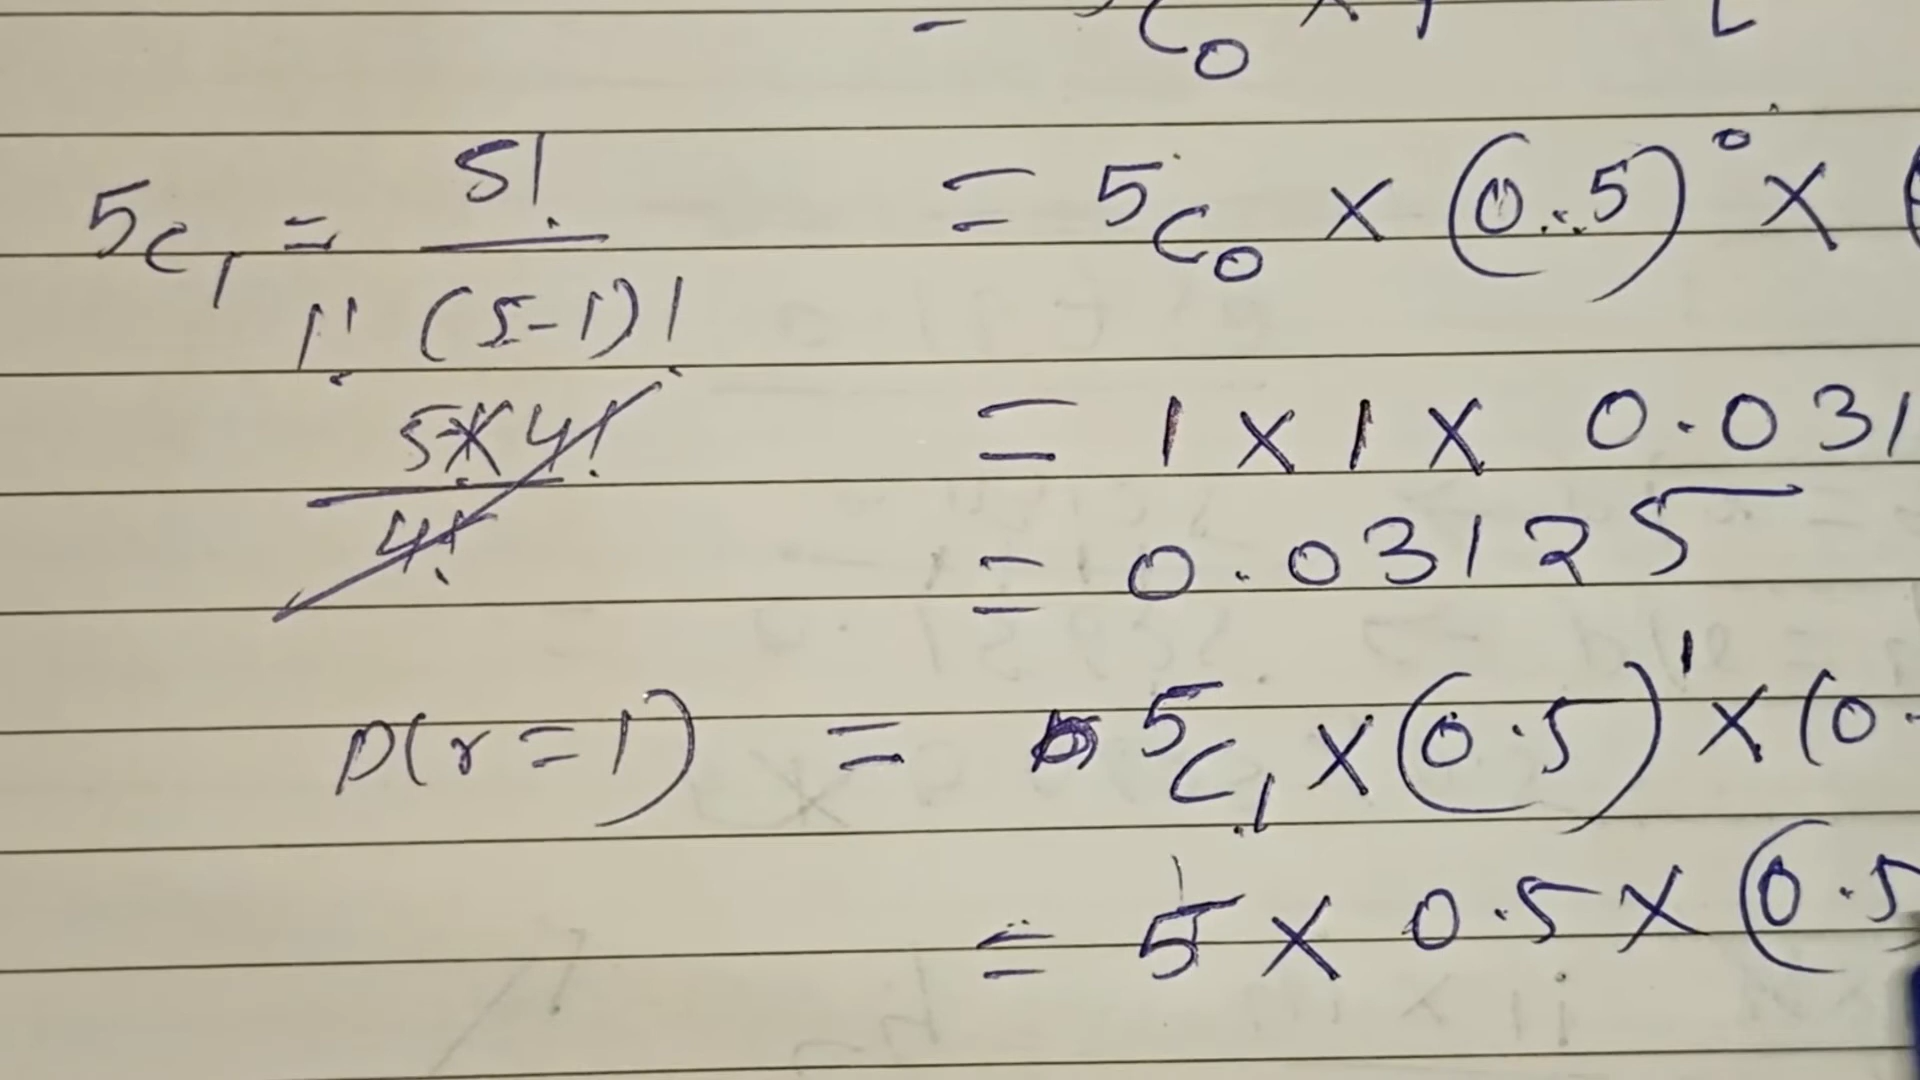 = 5C0 ×
5C1 = 5! / 1! (5-1)!
= 5C0 × (0.5)^0 × (
5×4! / 4!
= 1 × 1 × 0.031
= 0.03125
P(r=1) = 5C1 × (0.5)^1 × (0.
= 5 × 0.5 × (0.5